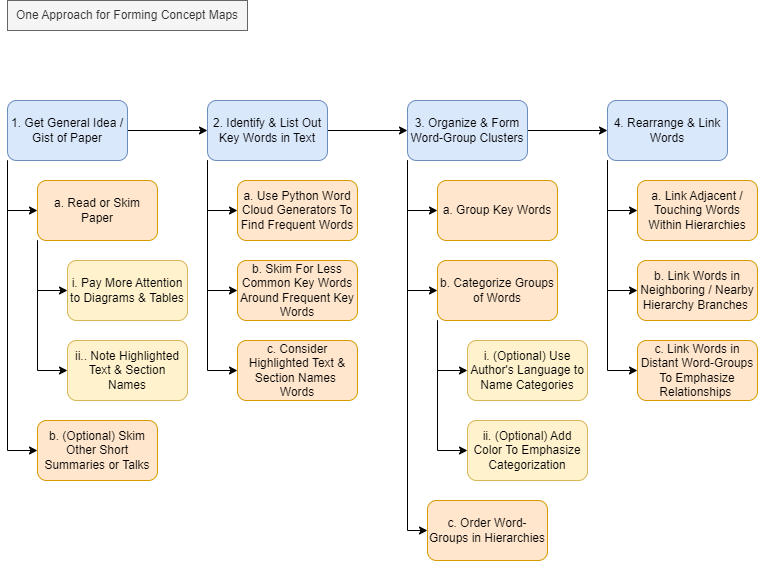 One Approach for Forming Concept Maps
1. Get General Idea /
Gist of Paper
a. Read or Skim
Paper
i. Pay More Attention
to Diagrams & Tables
ii.. Note Highlighted
Text & Section
Names
b. (Optional) Skim
Other Short
Summaries or Talks
2. Identify & List Out
Key Words in Text
a. Use Python Word
Cloud Generators To
Find Frequent Words
b. Skim For Less
Common Key Words
Around Frequent Key
Words
c. Consider
Highlighted Text &
Section Names
Words
3. Organize & Form
Word-Group Clusters
a. Group Key Words
b. Categorize Groups
of Words
i. (Optional) Use
Author's Language to
Name Categories
ii. (Optional) Add
Color To Emphasize
Categorization
c. Order Word-
Groups in Hierarchies
4. Rearrange & Link
Words
a. Link Adjacent /
Touching Words
Within Hierarchies
b. Link Words in
Neighboring / Nearby
Hierarchy Branches
c. Link Words in
Distant Word-Groups
To Emphasize
Relationships